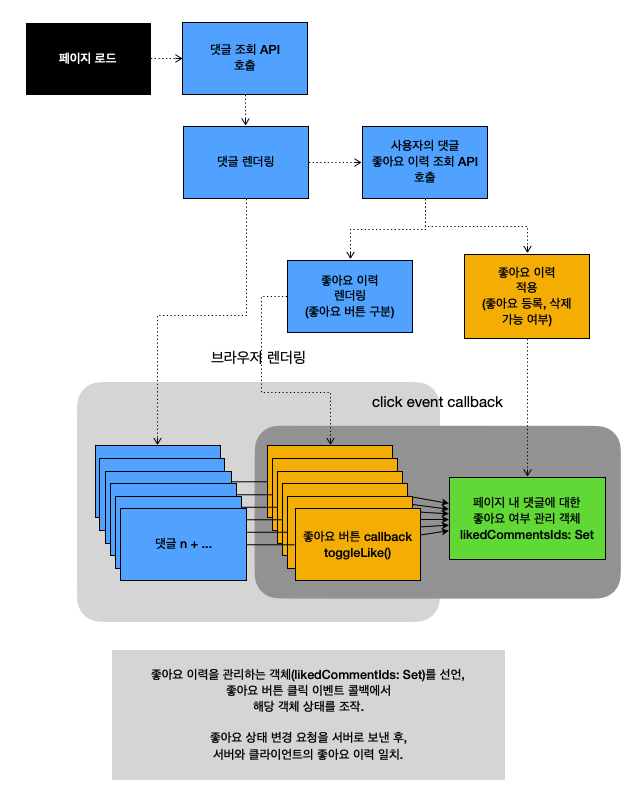 페이지 로드
댓글 조회 API
호출
댓글 렌더링
사용자의 댓글
좋아요 이력 조회 API
호출
좋아요 이력
렌더링
(좋아요 버튼 구분)
좋아요 이력
적용
(좋아요 등록, 삭제
가능 여부)
브라우저 렌더링
click event callback
댓글 n + ...
좋아요 버튼 callback
toggleLike()
페이지 내 댓글에 대한
좋아요 여부 관리 객체
likedCommentsIds: Set
좋아요 이력을 관리하는 객체(likedCommentIds: Set)를 선언,
좋아요 버튼 클릭 이벤트 콜백에서
해당 객체 상태를 조작.
좋아요 상태 변경 요청을 서버로 보낸 후,
서버와 클라이언트의 좋아요 이력 일치.